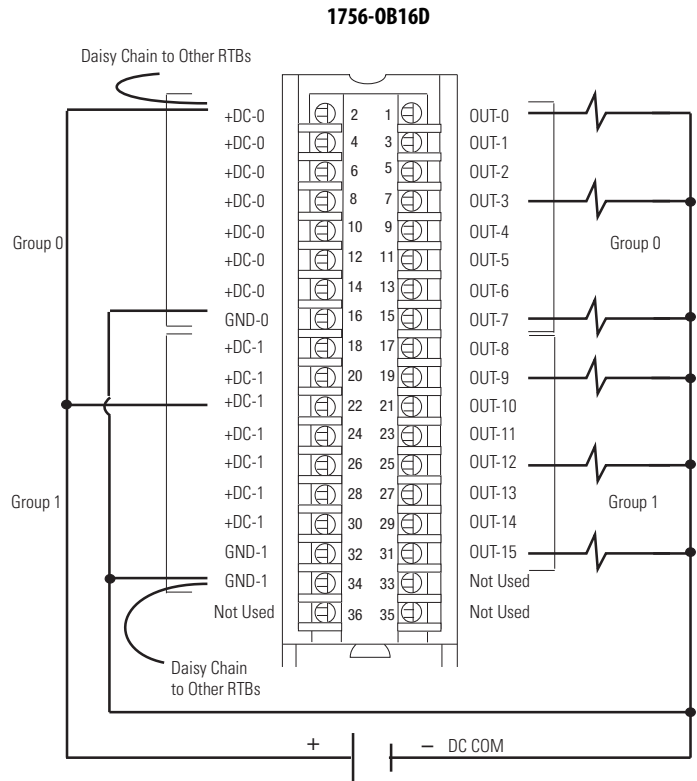 1756-OB16D
Daisy Chain to Other RTBs
+DC-0 2 1 OUT-0
+DC-0 4 3 OUT-1
+DC-0 6 5 OUT-2
+DC-0 8 7 OUT-3
+DC-0 10 9 OUT-4
Group 0 Group 0
+DC-0 12 11 OUT-5
+DC-0 14 13 OUT-6
GND-0 16 15 OUT-7
+DC-1 18 17 OUT-8
+DC-1 20 19 OUT-9
+DC-1 22 21 OUT-10
+DC-1 24 23 OUT-11
+DC-1 26 25 OUT-12
+DC-1 28 27 OUT-13
Group 1 Group 1
+DC-1 30 29 OUT-14
GND-1 32 31 OUT-15
GND-1 34 33 Not Used
Not Used 36 35 Not Used
Daisy Chain
to Other RTBs
+ – DC COM